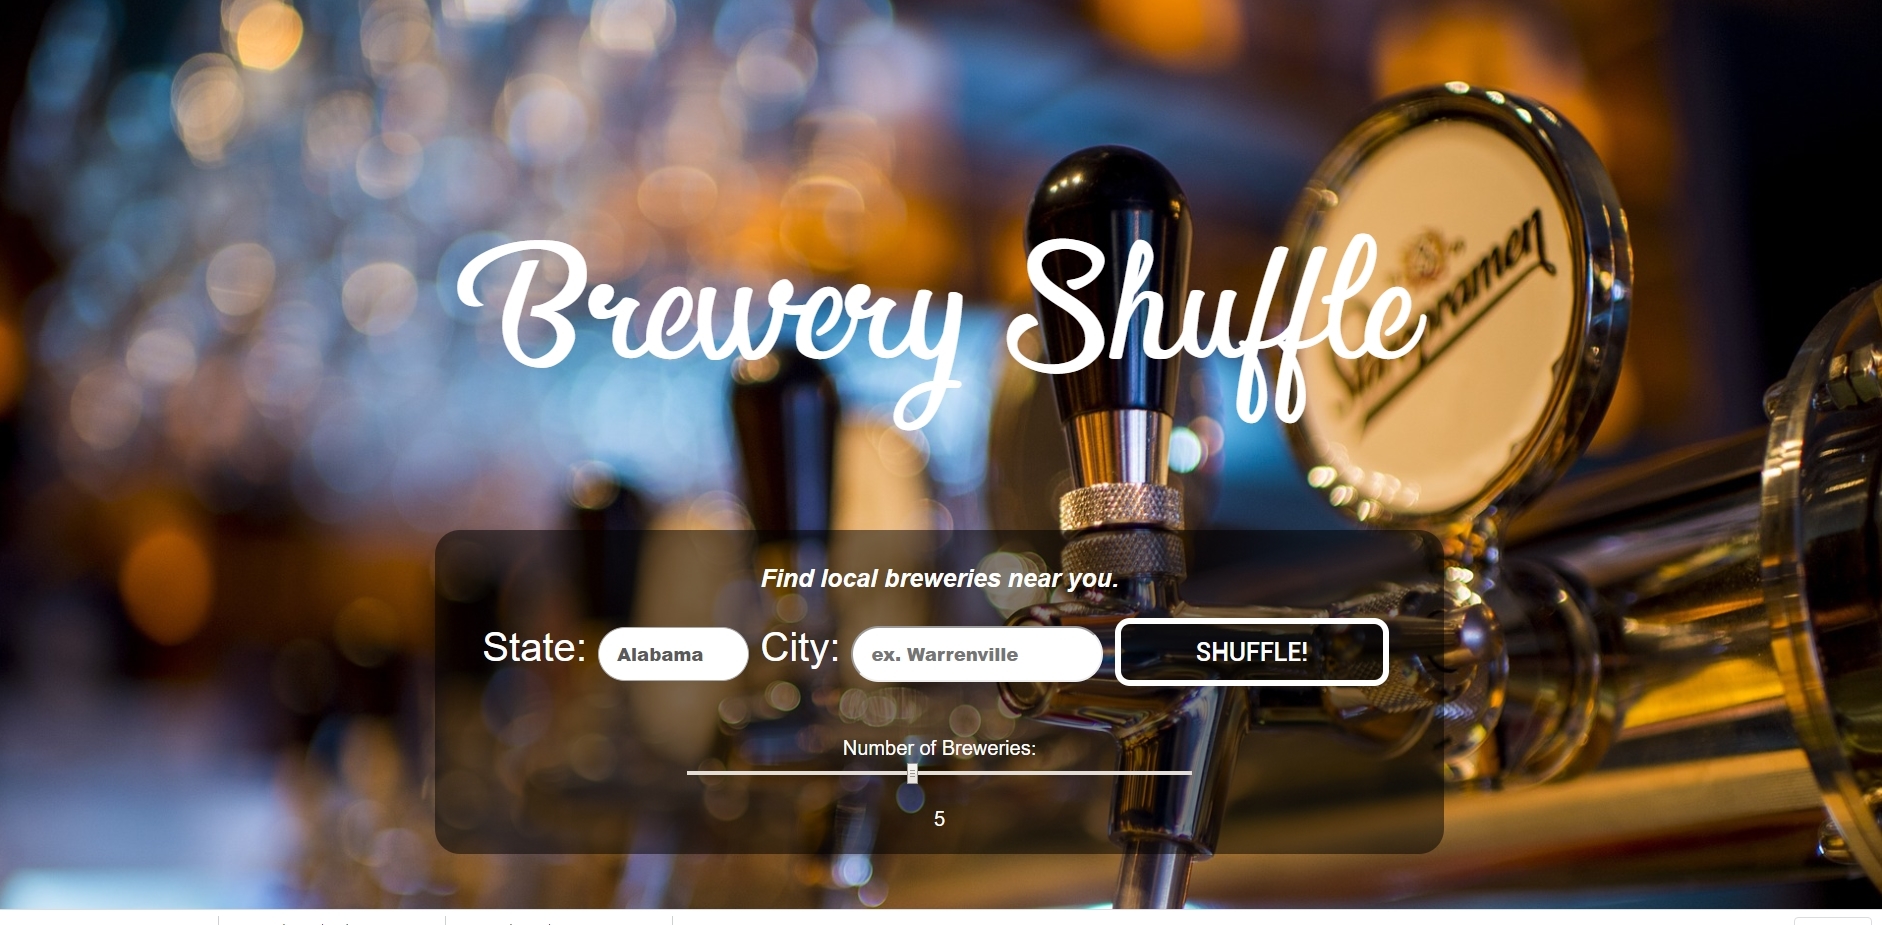 Brewery Shuffle
Staropramen
Find local breweries near you.
State: Alabama City: ex. Warrenville SHUFFLE!
Number of Breweries:
5